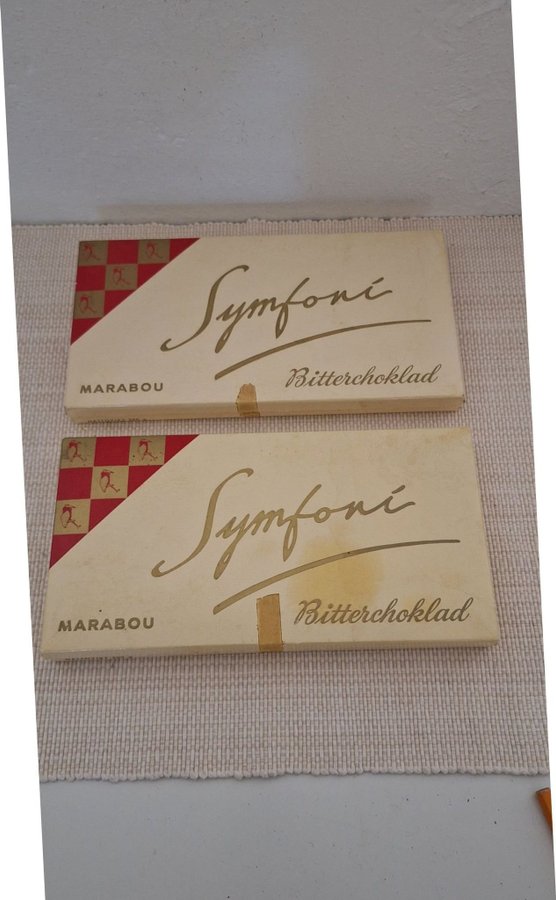 Symfoni
MARABOU
Bitterchoklad
Symfoni
MARABOU
Bitterchoklad